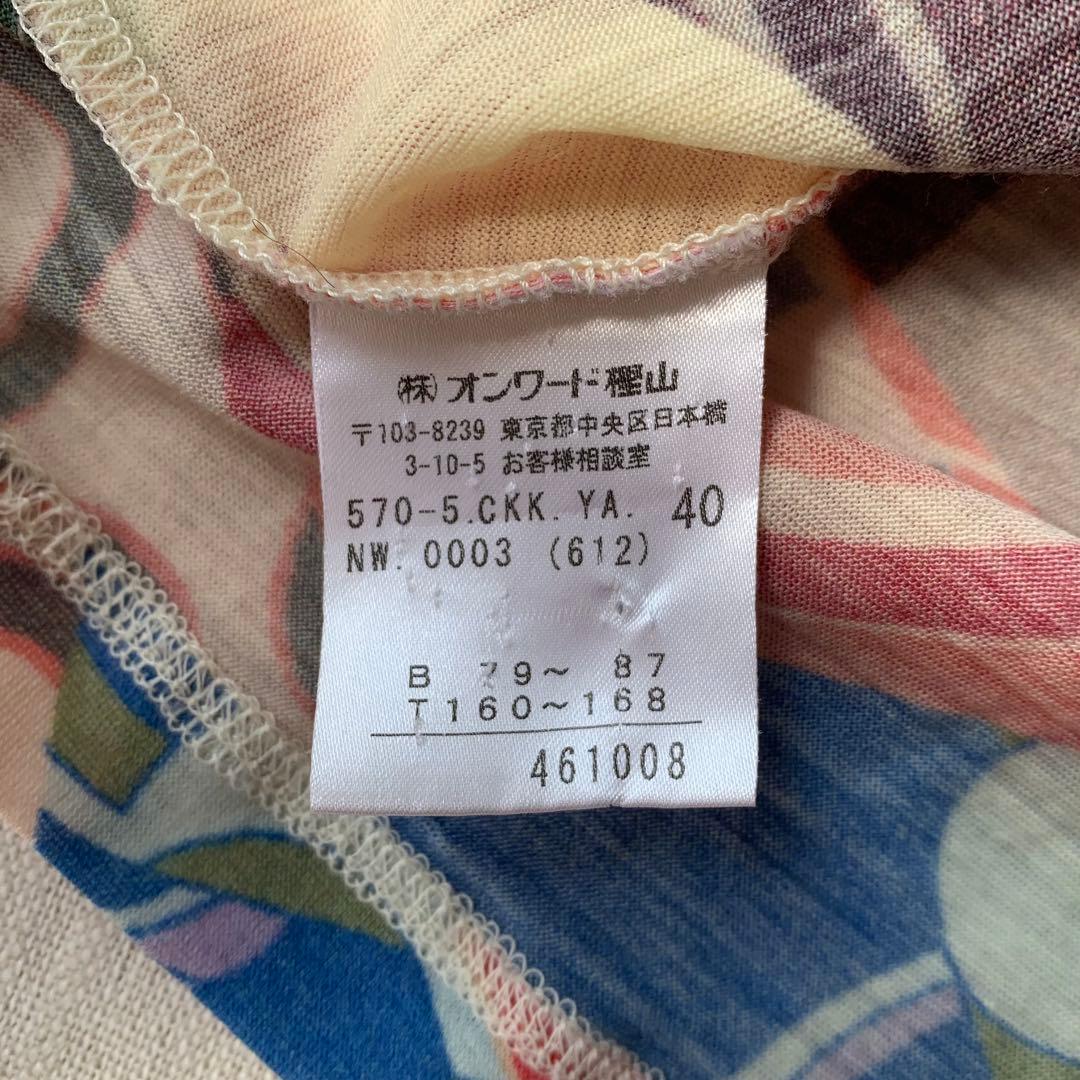 (株)オンワード樫山
〒103-8239 東京都中央区日本橋
3-10-5 お客様相談室
570-5.CKK.YA. 40
NW. 0003 (612)
B 79～ 87
T 160～168
461008